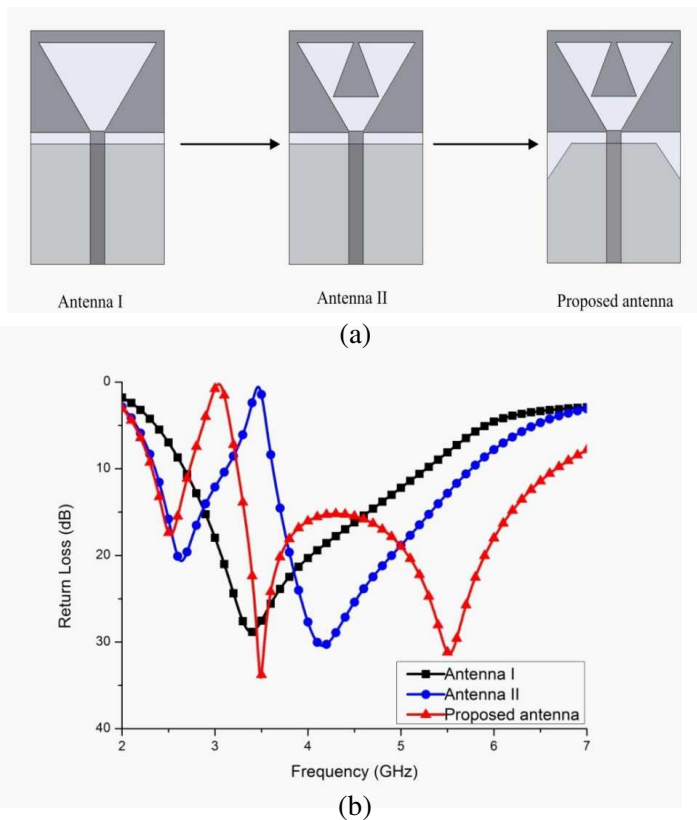 Antenna I
Antenna II
Proposed antenna
(a)
0
10
20
30
40
Return Loss (dB)
Antenna I
Antenna II
Proposed antenna
2 3 4 5 6 7
Frequency (GHz)
(b)